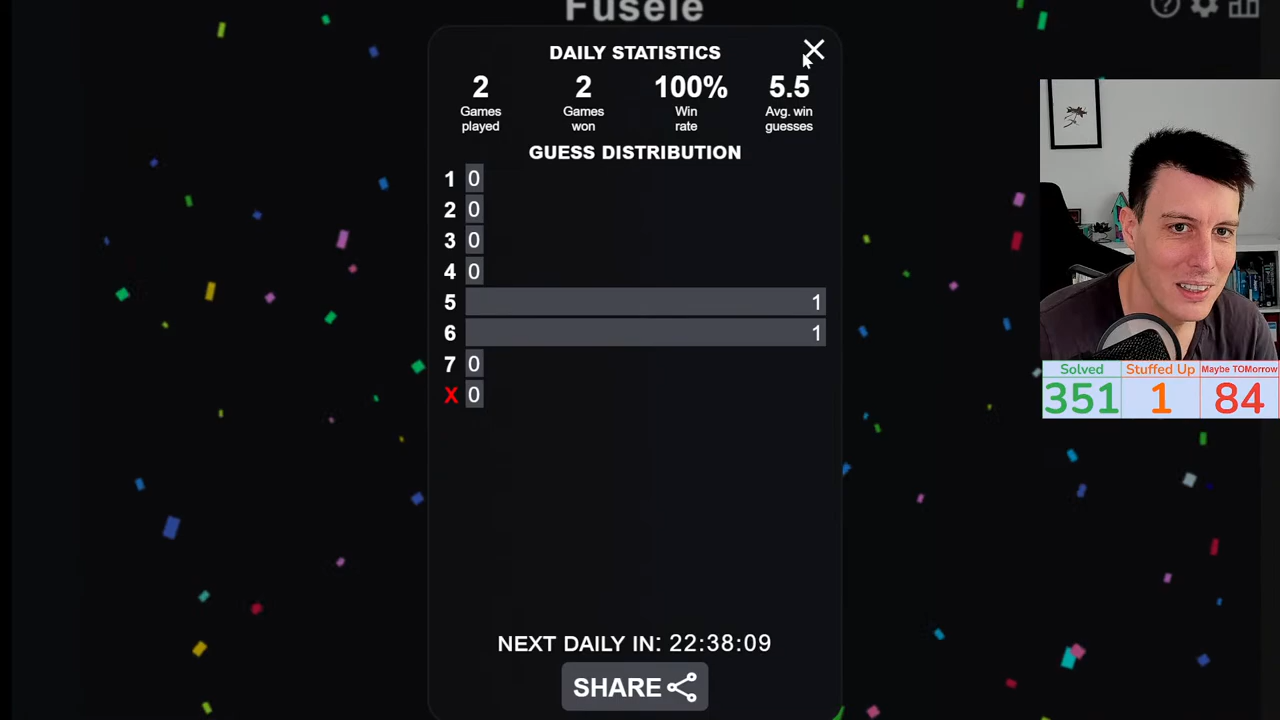 Fusele
DAILY STATISTICS
2
Games
played
2
Games
won
100%
Win
rate
5.5
Avg. win
guesses
GUESS DISTRIBUTION
1 0
2 0
3 0
4 0
5 1
6 1
7 0
X 0
NEXT DAILY IN: 22:38:09
SHARE
Solved
351
Stuffed Up
1
Maybe TOMorrow
84